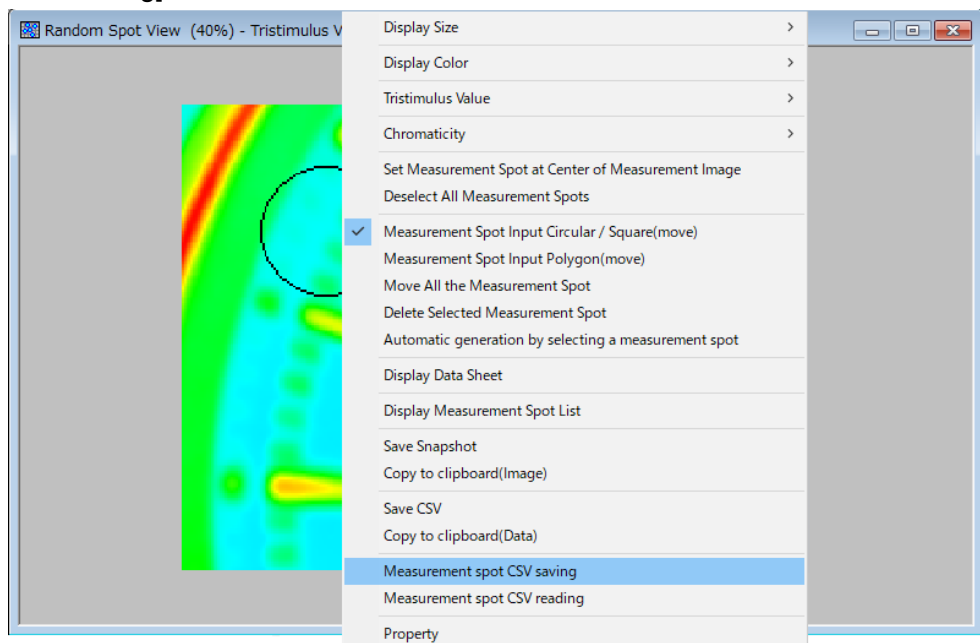 Random Spot View (40%) - Tristimulus V
Display Size
Display Color
Tristimulus Value
Chromaticity
Set Measurement Spot at Center of Measurement Image
Deselect All Measurement Spots
Measurement Spot Input Circular / Square(move)
Measurement Spot Input Polygon(move)
Move All the Measurement Spot
Delete Selected Measurement Spot
Automatic generation by selecting a measurement spot
Display Data Sheet
Display Measurement Spot List
Save Snapshot
Copy to clipboard(Image)
Save CSV
Copy to clipboard(Data)
Measurement spot CSV saving
Measurement spot CSV reading
Property